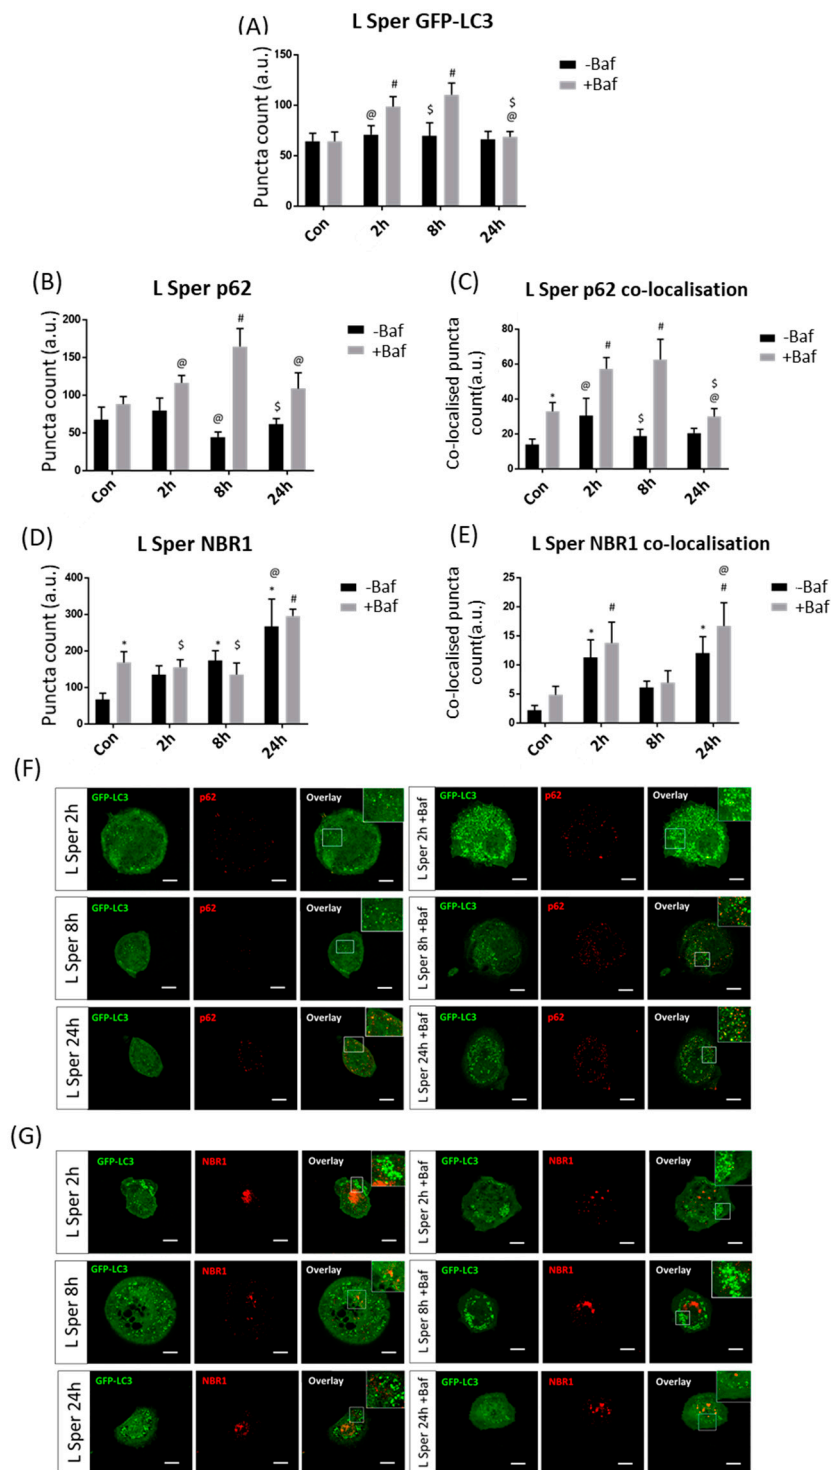 (A)
L Sper GFP-LC3
Puncta count (a.u.)
150
100
50
0
@
#
$
#
$
@
-Baf
+Baf
Con
2h
8h
24h
(B)
L Sper p62
Puncta count (a.u.)
200
150
100
50
0
@
@
#
$
@
-Baf
+Baf
Con
2h
8h
24h
(C)
L Sper p62 co-localisation
Co-localised puncta
count(a.u.)
80
60
40
20
0
*
@
#
$
#
$
@
-Baf
+Baf
Con
2h
8h
24h
(D)
L Sper NBR1
Puncta count (a.u.)
400
300
200
100
0
*
$
*
$
@
*
#
-Baf
+Baf
Con
2h
8h
24h
(E)
L Sper NBR1 co-localisation
Co-localised puncta
count(a.u.)
25
20
15
10
5
0
*
#
*
@
#
-Baf
+Baf
Con
2h
8h
24h
(F)
L Sper 2h
GFP-LC3
p62
Overlay
L Sper 2h +Baf
GFP-LC3
p62
Overlay
L Sper 8h
GFP-LC3
p62
Overlay
L Sper 8h +Baf
GFP-LC3
p62
Overlay
L Sper 24h
GFP-LC3
p62
Overlay
L Sper 24h +Baf
GFP-LC3
p62
Overlay
(G)
L Sper 2h
GFP-LC3
NBR1
Overlay
L Sper 2h +Baf
GFP-LC3
NBR1
Overlay
L Sper 8h
GFP-LC3
NBR1
Overlay
L Sper 8h +Baf
GFP-LC3
NBR1
Overlay
L Sper 24h
GFP-LC3
NBR1
Overlay
L Sper 24h +Baf
GFP-LC3
NBR1
Overlay